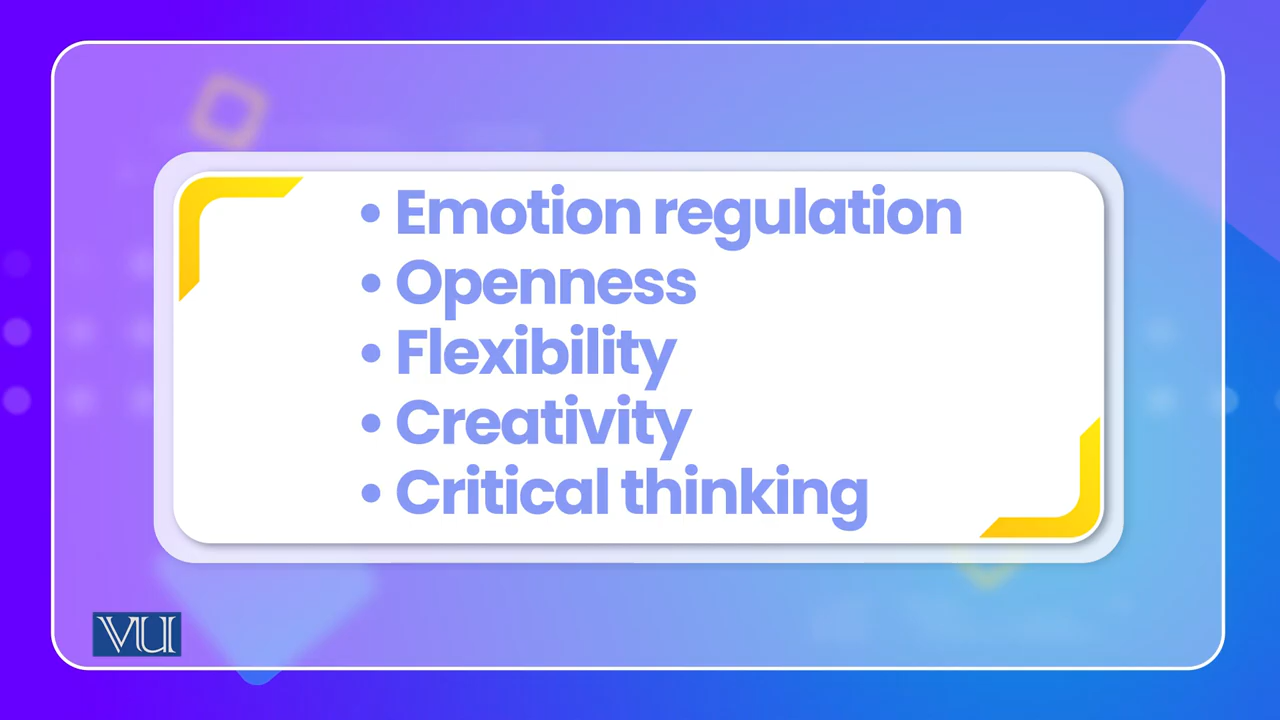 • Emotion regulation
• Openness
• Flexibility
• Creativity
• Critical thinking
VU